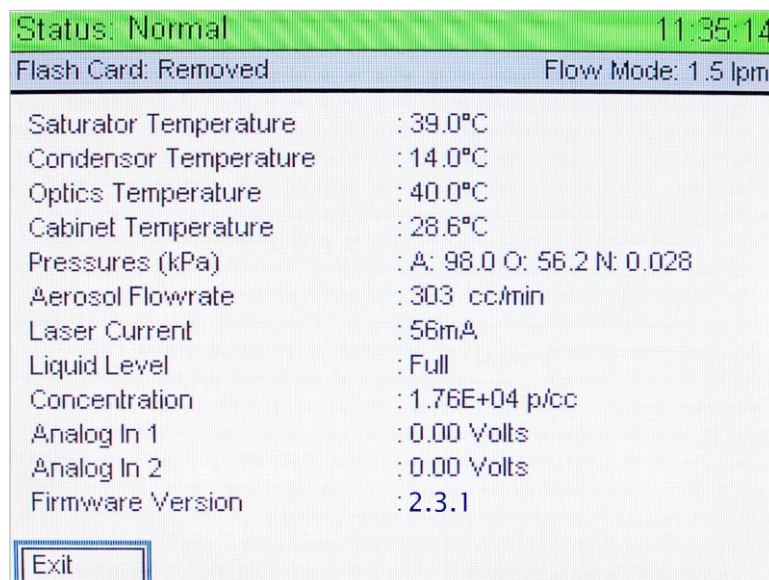 Status: Normal 11:35:14
Flash Card: Removed Flow Mode: 1.5 lpm
Saturator Temperature : 39.0°C
Condensor Temperature : 14.0°C
Optics Temperature : 40.0°C
Cabinet Temperature : 28.6°C
Pressures (kPa) : A: 98.0 O: 56.2 N: 0.028
Aerosol Flowrate : 303 cc/min
Laser Current : 56mA
Liquid Level : Full
Concentration : 1.76E+04 p/cc
Analog In 1 : 0.00 Volts
Analog In 2 : 0.00 Volts
Firmware Version : 2.3.1
Exit